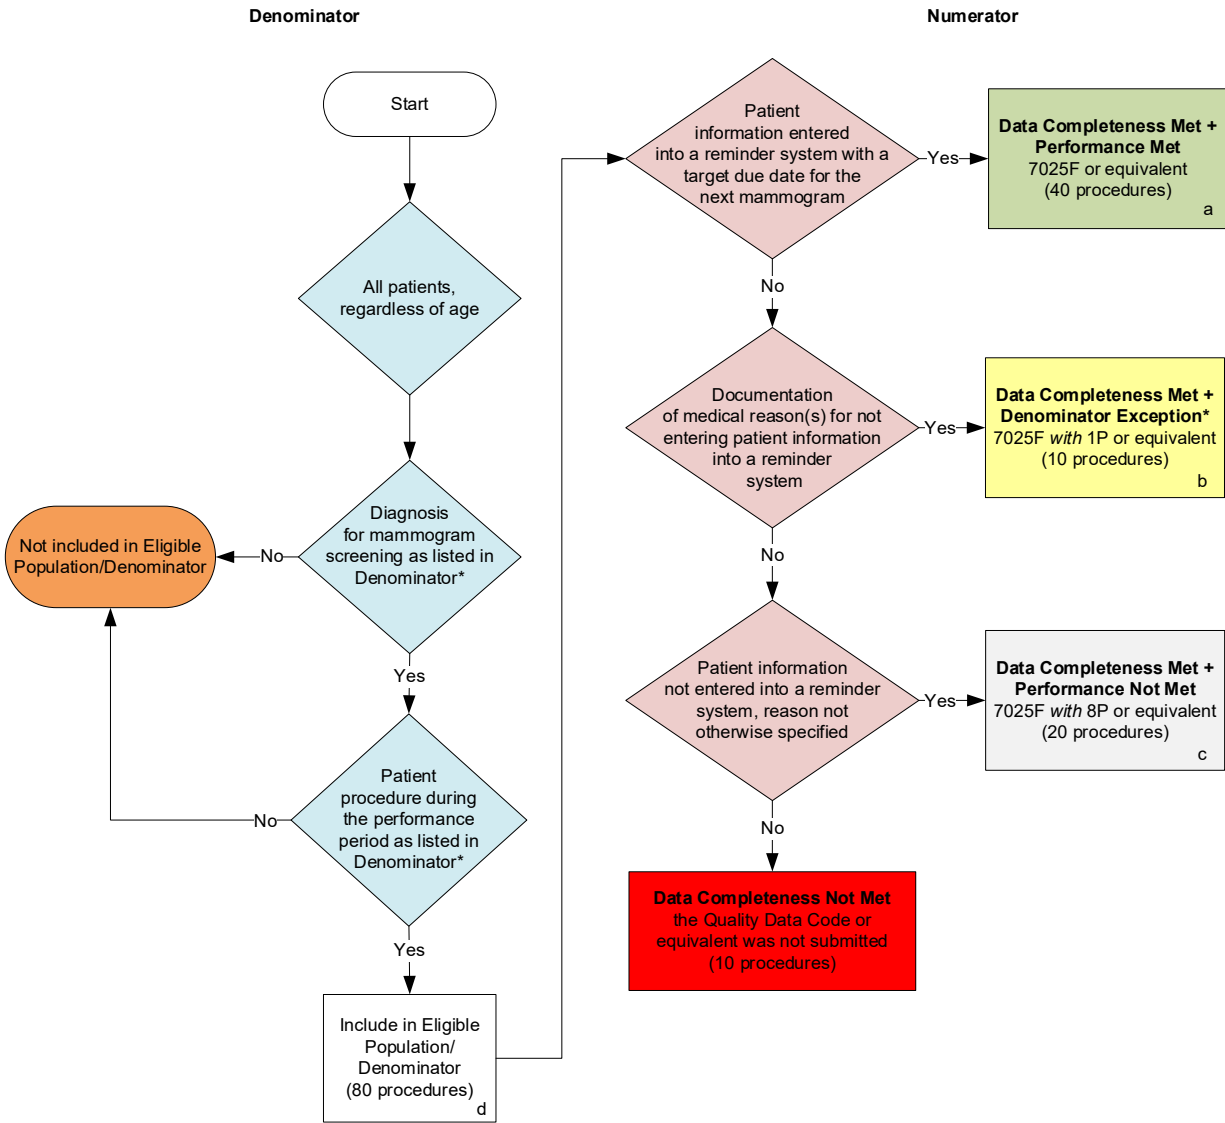 Denominator
Numerator
Start
All patients,
regardless of age
Diagnosis
for mammogram
screening as listed in
Denominator*
No
Not included in Eligible
Population/Denominator
Yes
Patient
procedure during
the performance
period as listed in
Denominator*
No
Yes
Include in Eligible
Population/
Denominator
(80 procedures)
d
Patient
information entered
into a reminder system with a
target due date for the
next mammogram
Yes
Data Completeness Met +
Performance Met
7025F or equivalent
(40 procedures)
a
No
Documentation
of medical reason(s) for not
entering patient information
into a reminder
system
Yes
Data Completeness Met +
Denominator Exception*
7025F with 1P or equivalent
(10 procedures)
b
No
Patient information
not entered into a reminder
system, reason not
otherwise specified
Yes
Data Completeness Met +
Performance Not Met
7025F with 8P or equivalent
(20 procedures)
c
No
Data Completeness Not Met
the Quality Data Code or
equivalent was not submitted
(10 procedures)